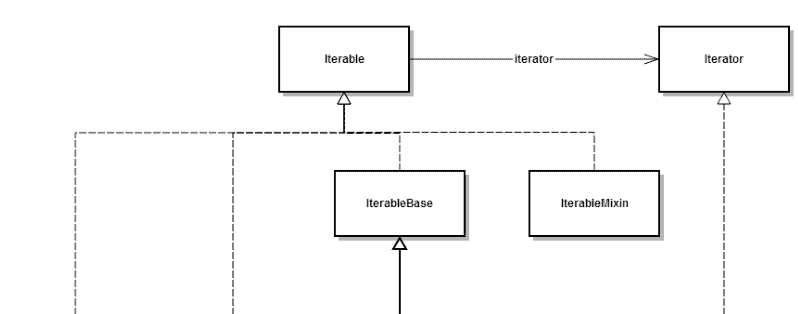 Iterable
iterator
Iterator
IterableBase
IterableMixin